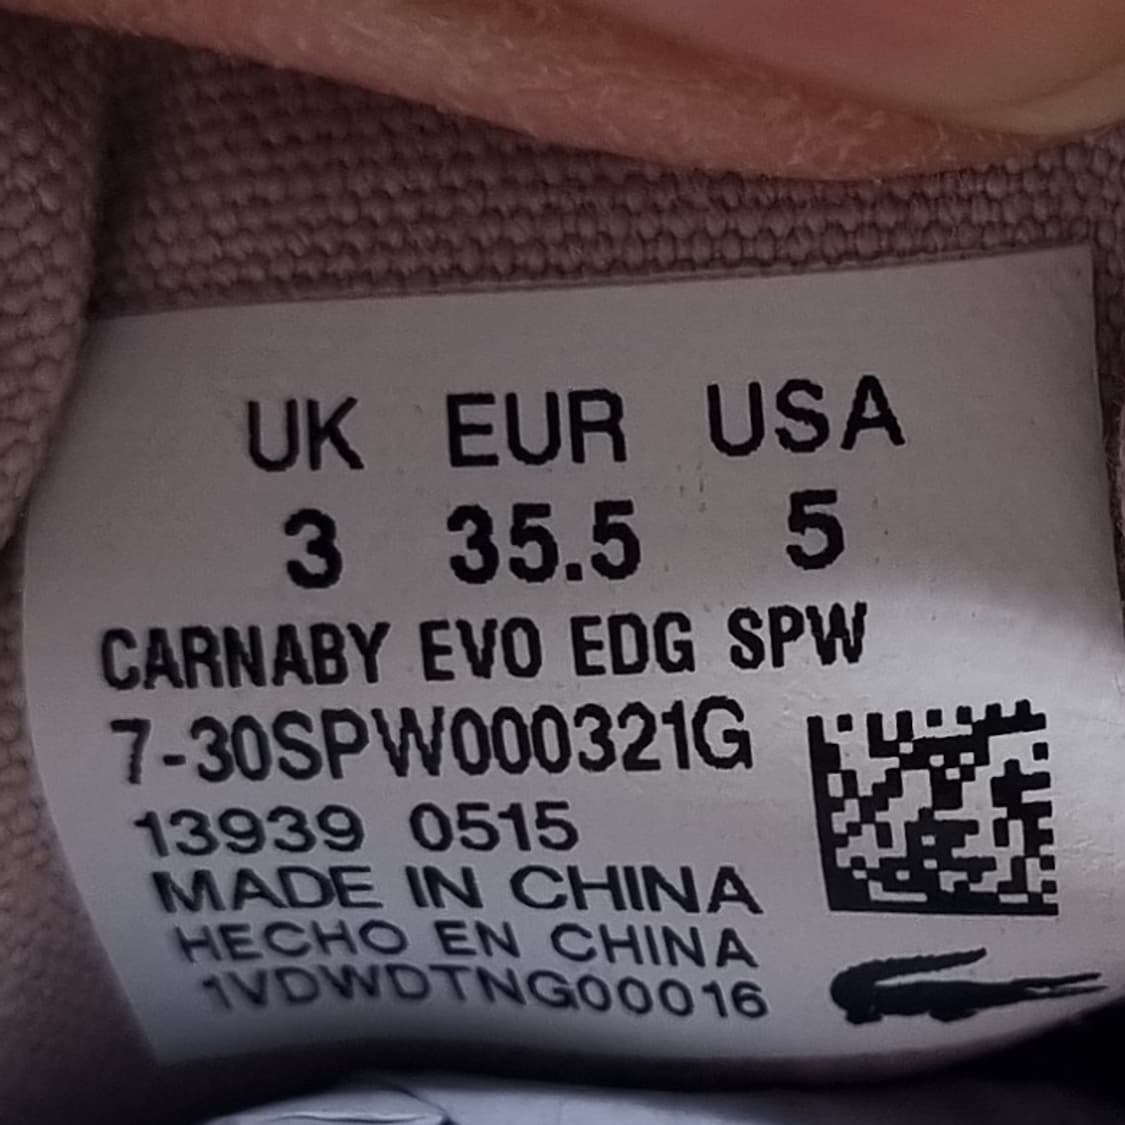 UK EUR USA
3 35.5 5
CARNABY EVO EDG SPW
7-30SPW000321G
13939 0515
MADE IN CHINA
HECHO EN CHINA
1VDWDTNG00016